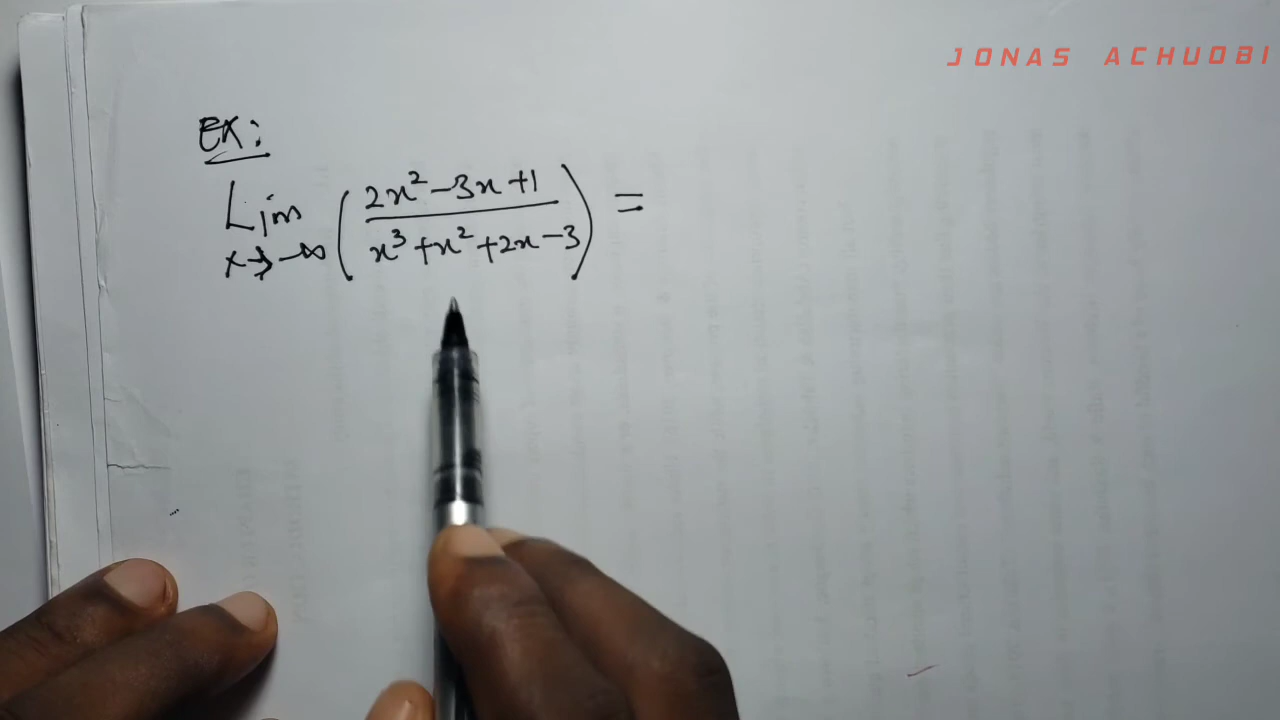 JONAS ACHUOBI
EX:
Lim (2x² -3x +1 / x³ +x² +2x -3) =
x→ -∞